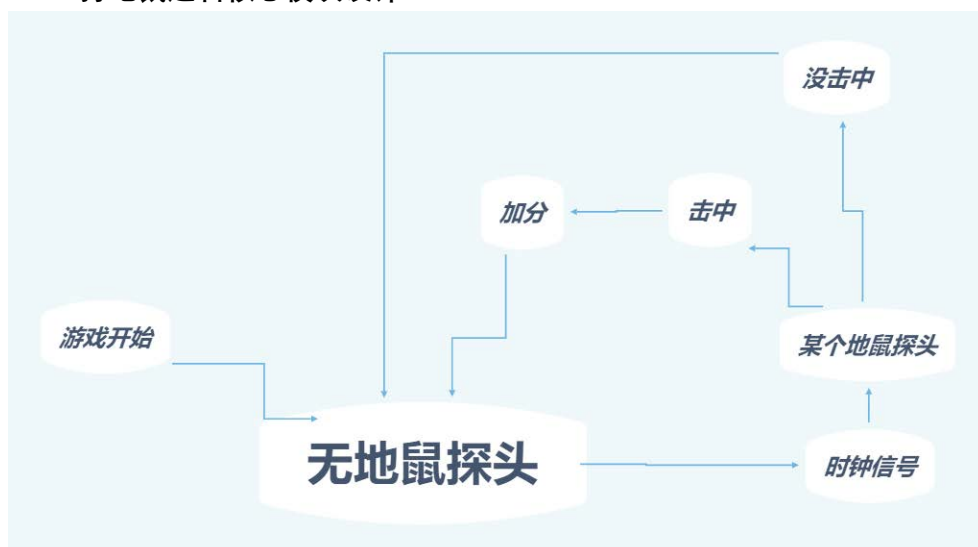 没击中
加分
击中
游戏开始
某个地鼠探头
无地鼠探头
时钟信号